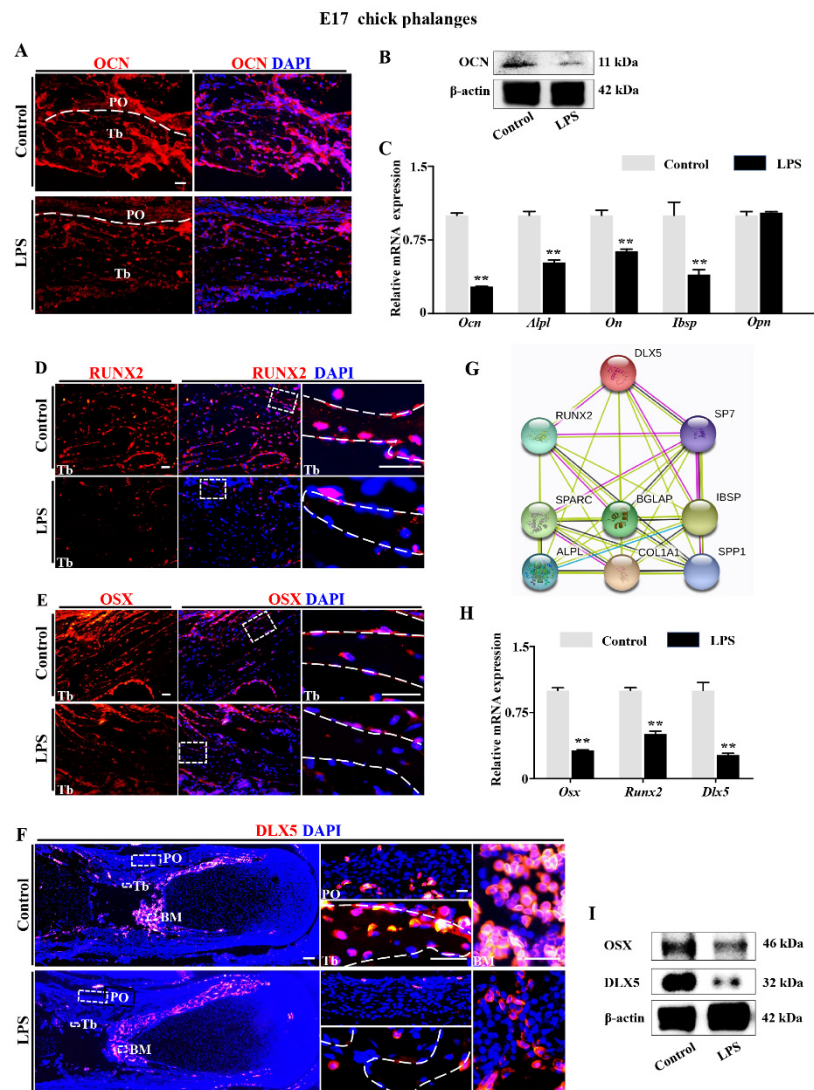 E17 chick phalanges
A
OCN
OCN DAPI
Control
PO
Tb
LPS
PO
Tb
B
OCN
11 kDa
β-actin
42 kDa
Control
LPS
C
Control
LPS
Relative mRNA expression
1.5
0.75
0
**
**
**
**
Ocn
Alpl
On
Ibsp
Opn
D
RUNX2
RUNX2 DAPI
Control
Tb
LPS
Tb
E
OSX
OSX DAPI
Control
Tb
LPS
Tb
G
DLX5
RUNX2
SP7
SPARC
BGLAP
IBSP
ALPL
COL1A1
SPP1
H
Control
LPS
Relative mRNA expression
1.5
0.75
0
**
**
**
Osx
Runx2
Dlx5
F
DLX5 DAPI
Control
PO
Tb
BM
PO
Tb
BM
LPS
PO
Tb
BM
I
OSX
46 kDa
DLX5
32 kDa
β-actin
42 kDa
Control
LPS